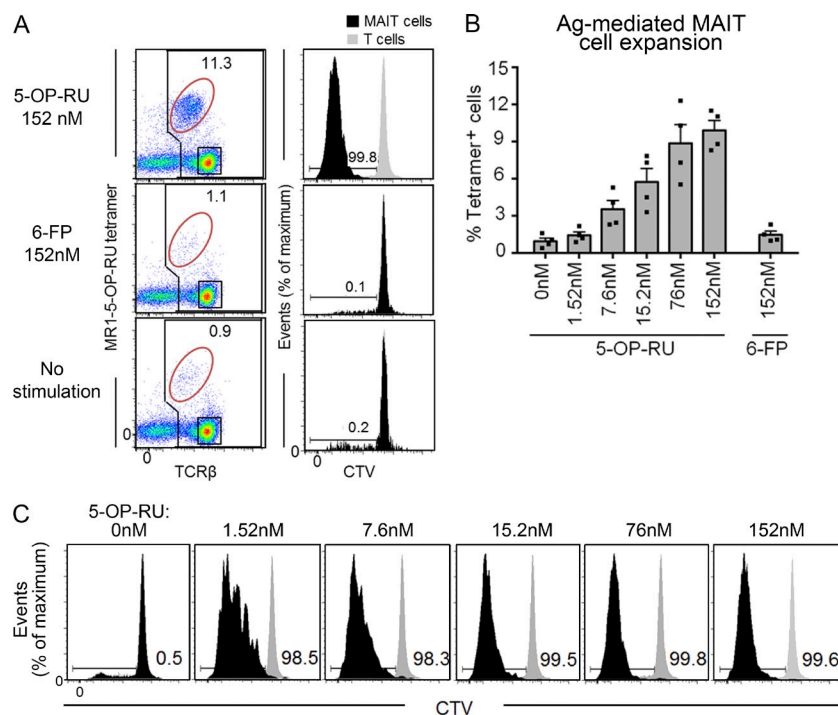 A
MAIT cells
T cells
5-OP-RU
152 nM
11.3
99.8
6-FP
152nM
1.1
0.1
No
stimulation
0.9
0.2
MR1-5-OP-RU tetramer
Events (% of maximum)
0
0
0
0
TCRβ
CTV
B
Ag-mediated MAIT
cell expansion
% Tetramer⁺ cells
15
12
9
6
3
0
0nM
1.52nM
7.6nM
15.2nM
76nM
152nM
152nM
5-OP-RU
6-FP
C
5-OP-RU:
0nM
1.52nM
7.6nM
15.2nM
76nM
152nM
Events
(% of maximum)
0.5
98.5
98.3
99.5
99.8
99.6
0
0
CTV